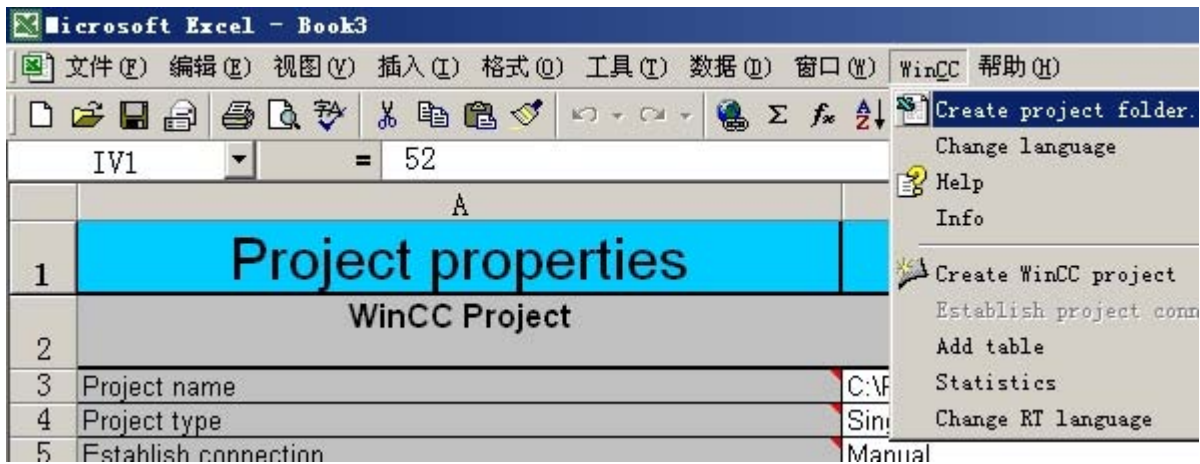 Microsoft Excel - Book3
文件(F) 编辑(E) 视图(V) 插入(I) 格式(O) 工具(T) 数据(D) 窗口(W) WinCC 帮助(H)
Create project folder.
Change language
IV1 = 52
Help
A
Info
1 Project properties
Create WinCC project
2 WinCC Project
Establish project
Add table
3 Project name C:\
Statistics
4 Project type
Change RT language
5 Establish connection Manual